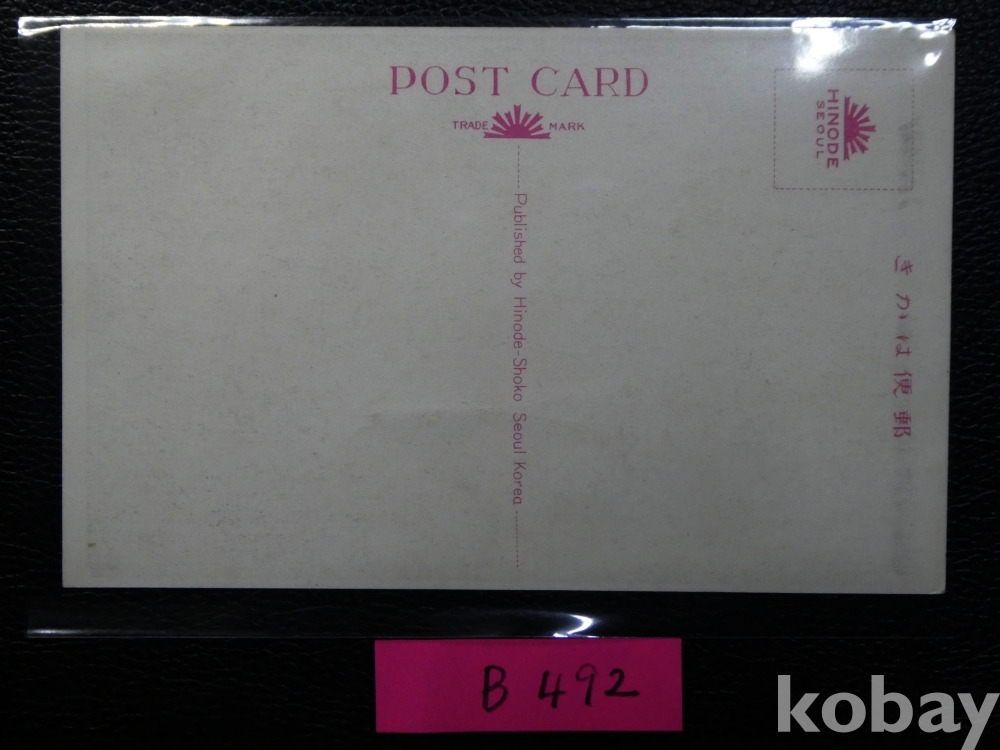 POST CARD
TRADE MARK
HINODE
SEOUL
Published by Hinode-Shoko Seoul Korea
きかは便郵
B 492
kobay